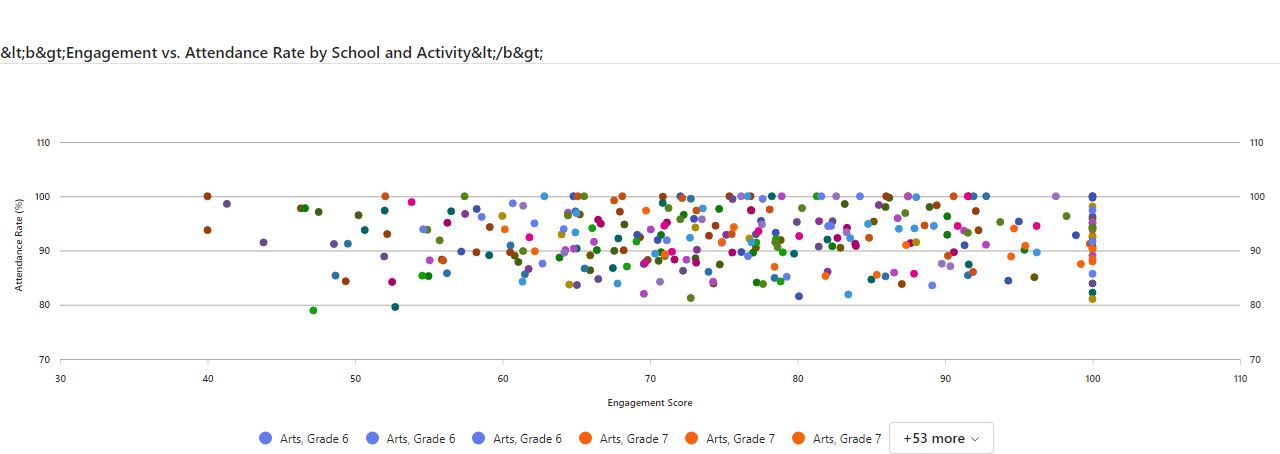 &lt;b&gt;Engagement vs. Attendance Rate by School and Activity&lt;/b&gt;
110 110
100 100
90 90
80 80
70 70
Attendance Rate (%)
30 40 50 60 70 80 90 100 110
Engagement Score
Arts, Grade 6 Arts, Grade 6 Arts, Grade 6 Arts, Grade 7 Arts, Grade 7 Arts, Grade 7 +53 more